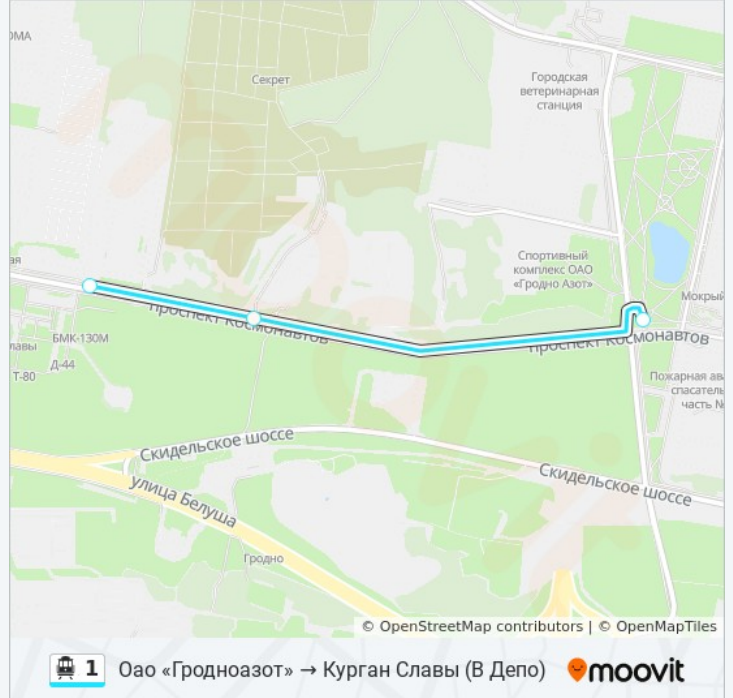 ОМА
Секрет
Городская
ветеринарная
станция
Спортивный
комплекс ОАО
«Гродно Азот»
ая
Мокрый
проспект Космонавтов
проспект Космонавтов
БМК-130М
лавы
Д-44
Т-80
Пожарная ава
спасатель
часть №
Скидельское шоссе
Скидельское шоссе
улица Белуша
Гродно
© OpenStreetMap contributors | © OpenMapTiles
1 Оао «Гродноазот» → Курган Славы (В Депо) moovit